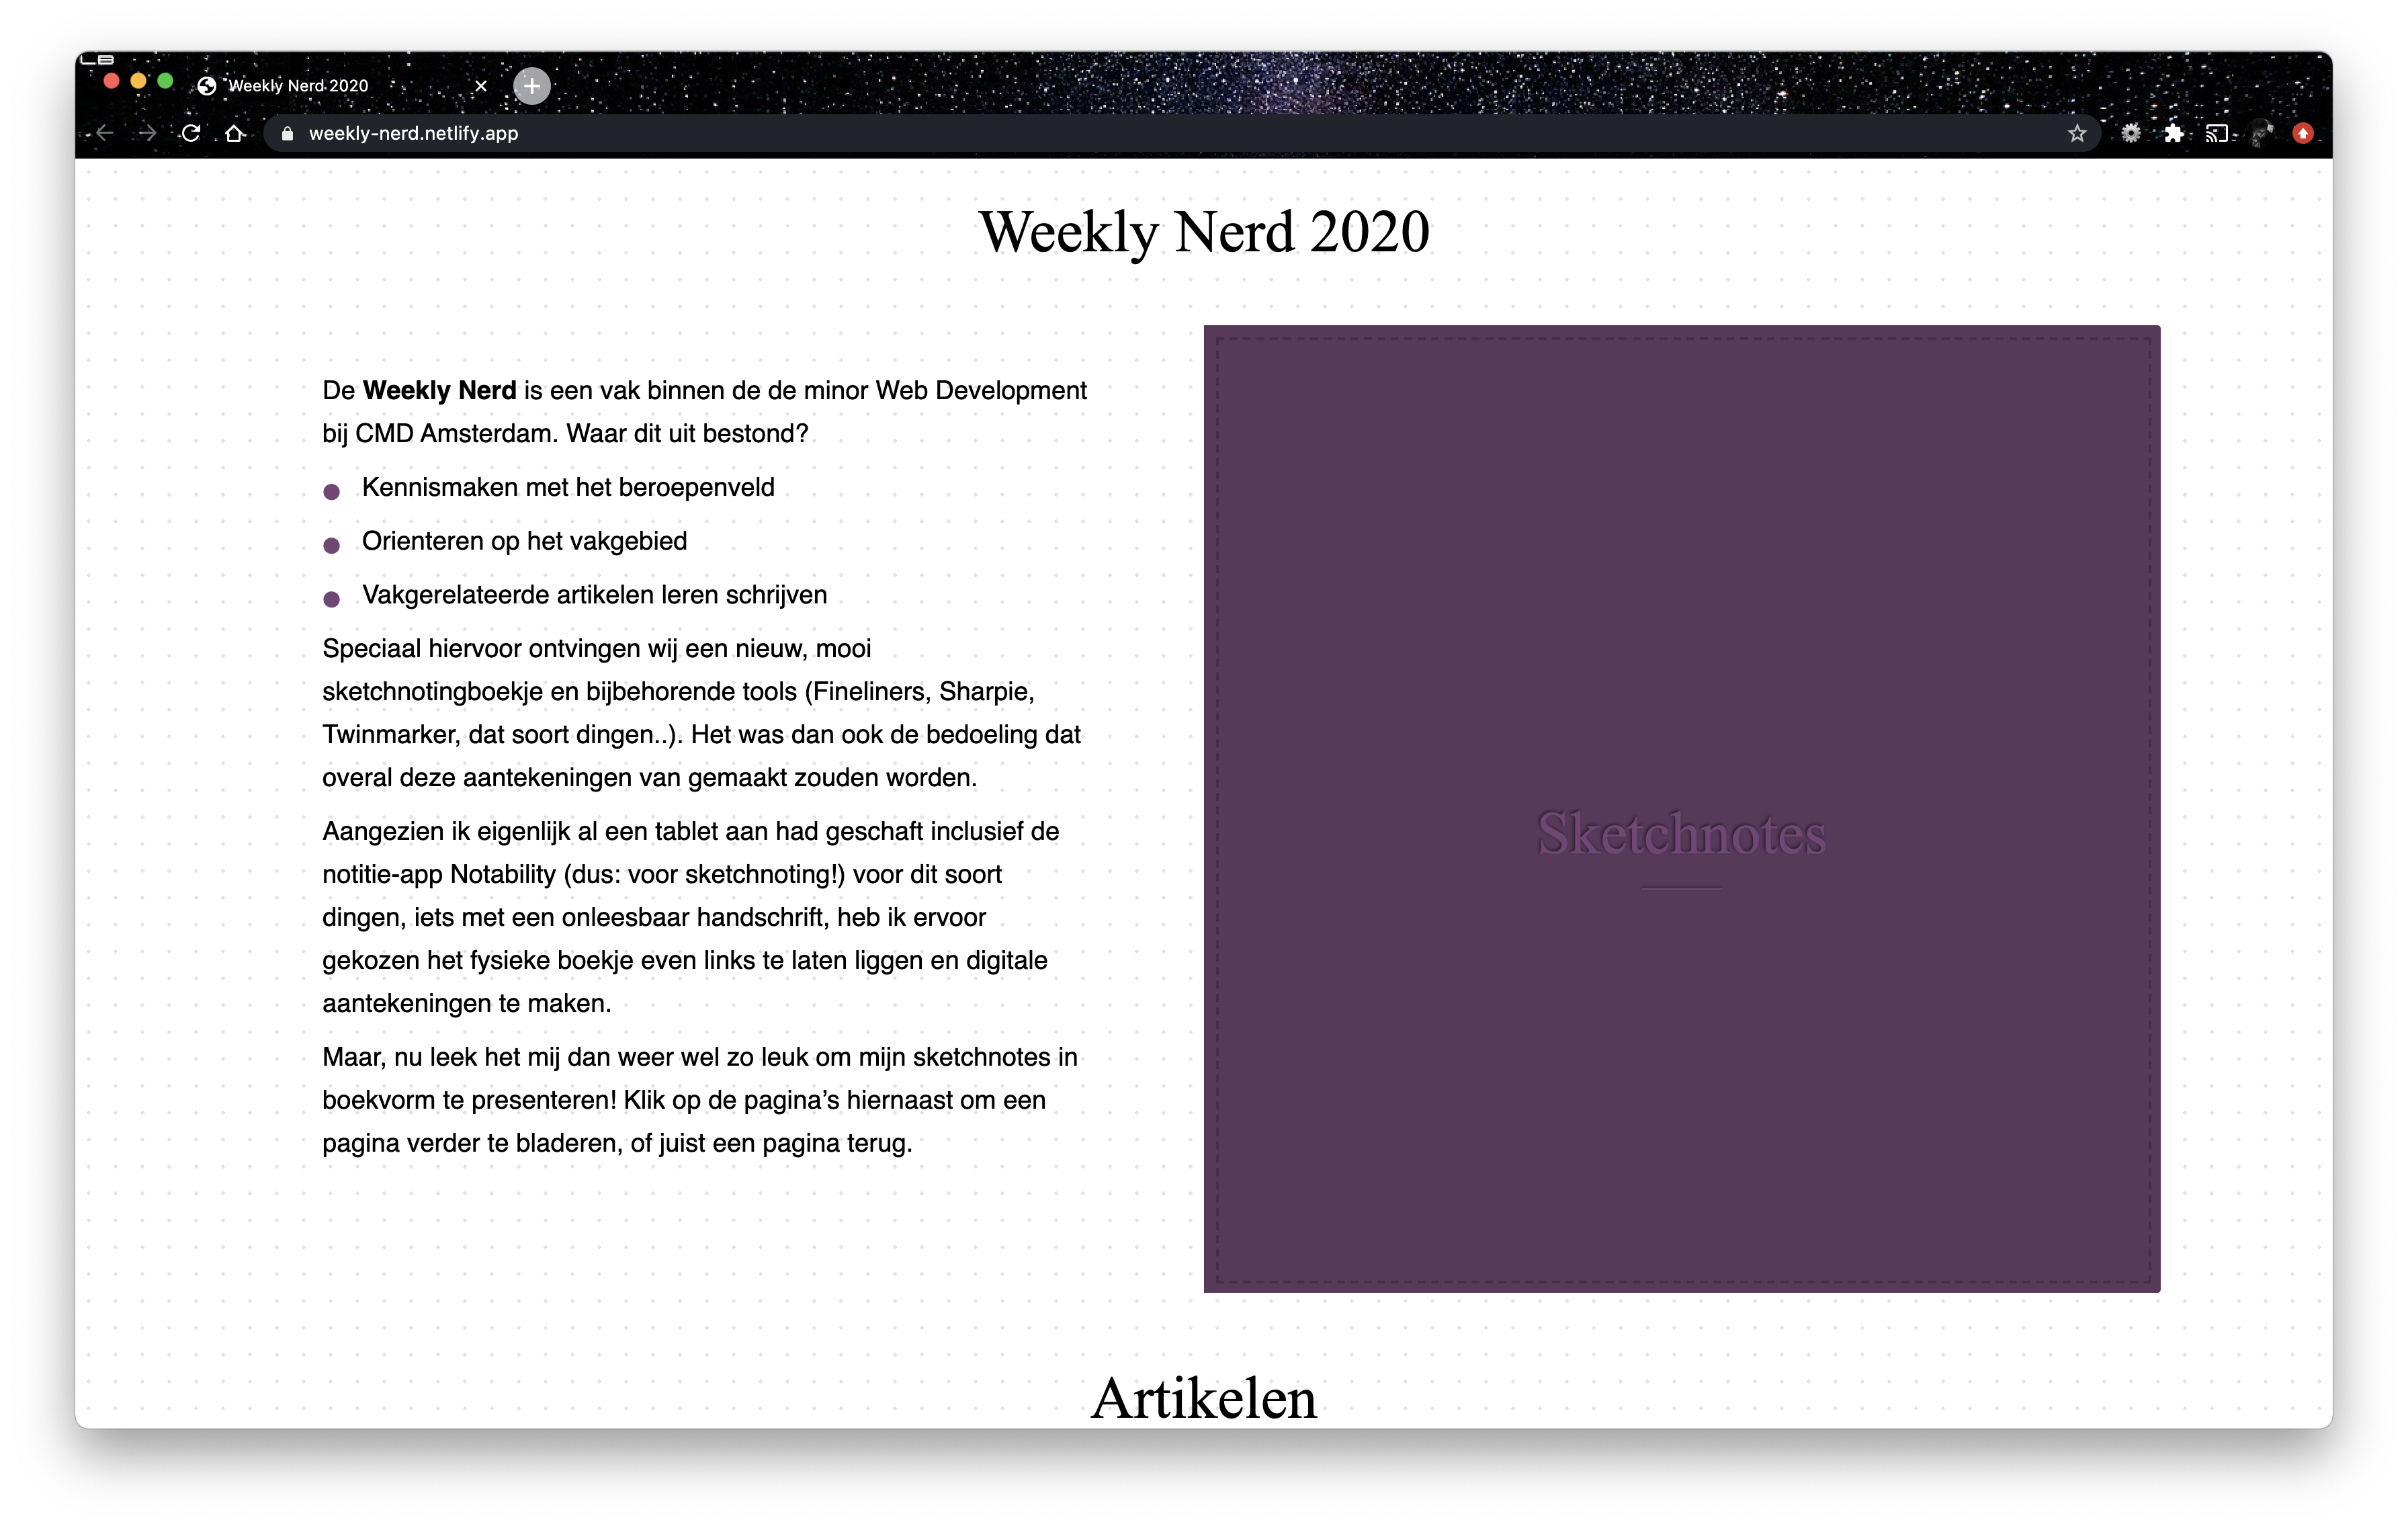 Weekly Nerd 2020
weekly-nerd.netlify.app
Weekly Nerd 2020
De Weekly Nerd is een vak binnen de de minor Web Development
bij CMD Amsterdam. Waar dit uit bestond?
Kennismaken met het beroepenveld
Orienteren op het vakgebied
Vakgerelateerde artikelen leren schrijven
Speciaal hiervoor ontvingen wij een nieuw, mooi
sketchnotingboekje en bijbehorende tools (Fineliners, Sharpie,
Twinmarker, dat soort dingen..). Het was dan ook de bedoeling dat
overal deze aantekeningen van gemaakt zouden worden.
Aangezien ik eigenlijk al een tablet aan had geschaft inclusief de
notitie-app Notability (dus: voor sketchnoting!) voor dit soort
dingen, iets met een onleesbaar handschrift, heb ik ervoor
gekozen het fysieke boekje even links te laten liggen en digitale
aantekeningen te maken.
Maar, nu leek het mij dan weer wel zo leuk om mijn sketchnotes in
boekvorm te presenteren! Klik op de pagina’s hiernaast om een
pagina verder te bladeren, of juist een pagina terug.
Sketchnotes
Artikelen